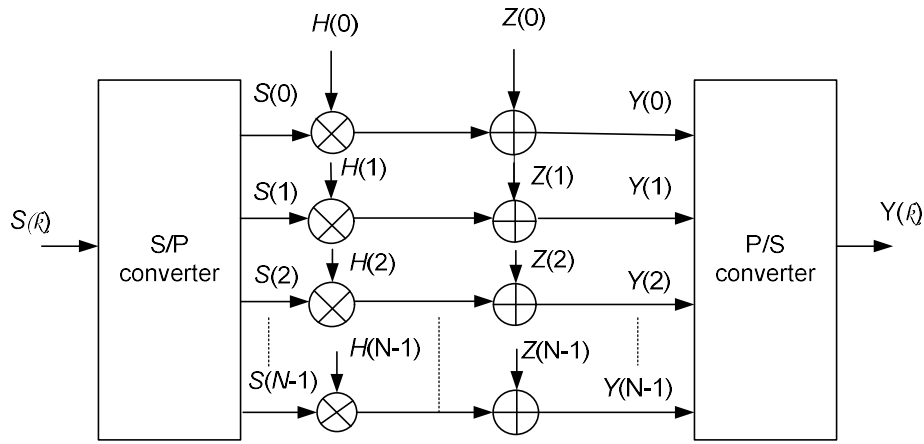 H(0)
Z(0)
S(0)
Y(0)
H(1)
Z(1)
S(1)
Y(1)
S(k)
S/P
converter
P/S
converter
Y(k)
H(2)
Z(2)
S(2)
Y(2)
H(N-1)
Z(N-1)
S(N-1)
Y(N-1)